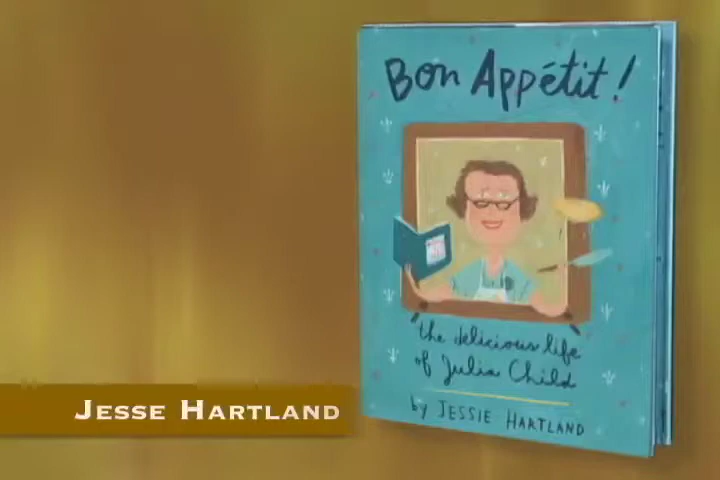 Bon Appétit!
the delicious life
of Julia Child
by JESSIE HARTLAND
JESSE HARTLAND